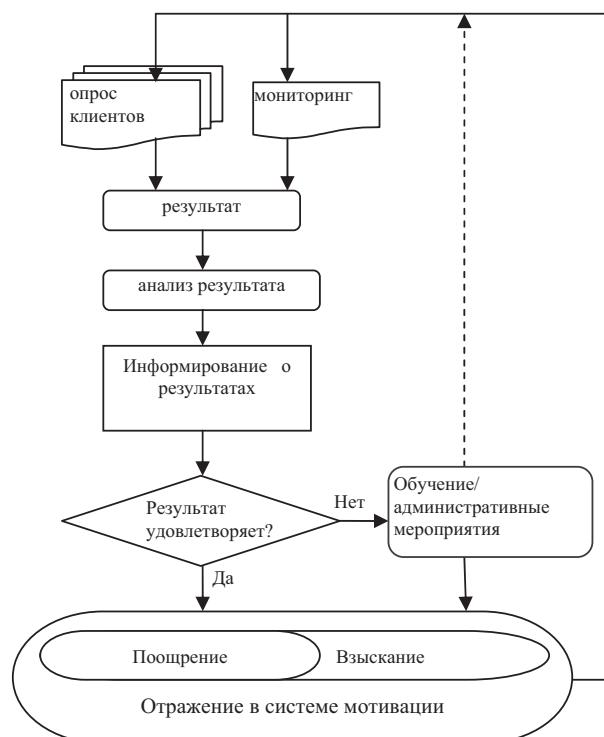 опрос
клиентов
мониторинг
результат
анализ результата
Информирование о
результатах
Результат
удовлетворяет?
Нет
Обучение/
административные
мероприятия
Да
Поощрение
Взыскание
Отражение в системе мотивации